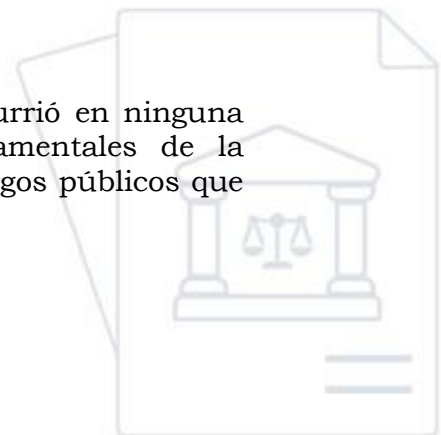 urrió en ninguna
amentales de la
gos públicos que